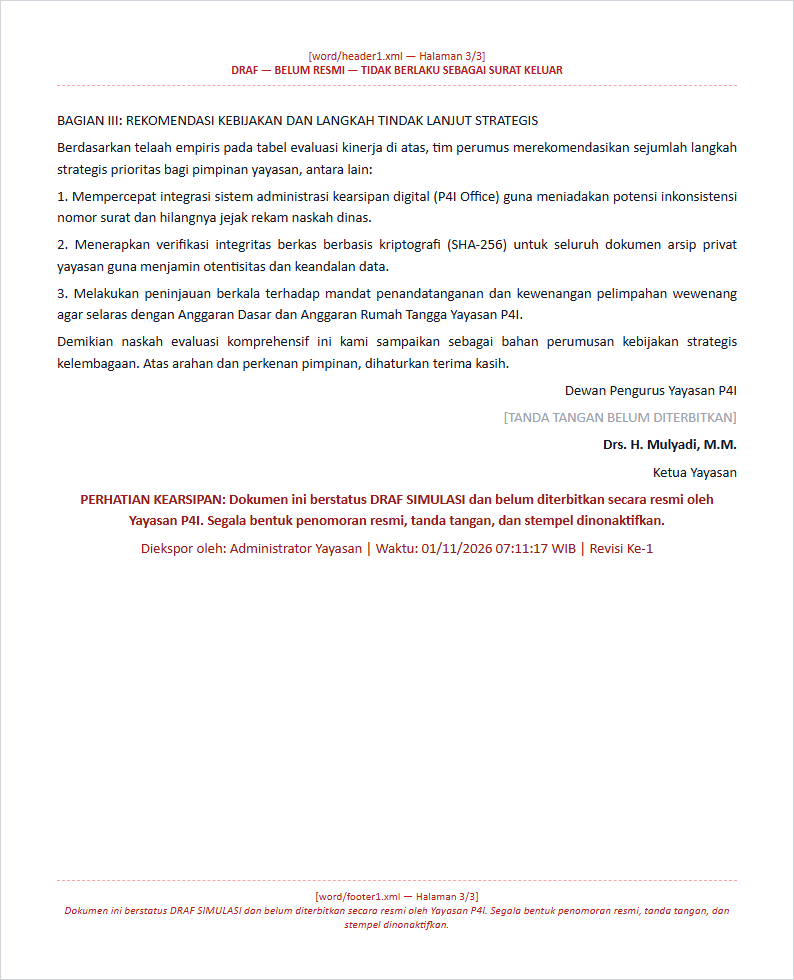 [word/header1.xml — Halaman 3/3]
DRAF — BELUM RESMI — TIDAK BERLAKU SEBAGAI SURAT KELUAR
BAGIAN III: REKOMENDASI KEBIJAKAN DAN LANGKAH TINDAK LANJUT STRATEGIS
Berdasarkan telaah empiris pada tabel evaluasi kinerja di atas, tim perumus merekomendasikan sejumlah langkah
strategis prioritas bagi pimpinan yayasan, antara lain:
1. Mempercepat integrasi sistem administrasi kearsipan digital (P4I Office) guna meniadakan potensi inkonsistensi
nomor surat dan hilangnya jejak rekam naskah dinas.
2. Menerapkan verifikasi integritas berkas berbasis kriptografi (SHA-256) untuk seluruh dokumen arsip privat
yayasan guna menjamin otentisitas dan keandalan data.
3. Melakukan peninjauan berkala terhadap mandat penandatanganan dan kewenangan pelimpahan wewenang
agar selaras dengan Anggaran Dasar dan Anggaran Rumah Tangga Yayasan P4I.
Demikian naskah evaluasi komprehensif ini kami sampaikan sebagai bahan perumusan kebijakan strategis
kelembagaan. Atas arahan dan perkenan pimpinan, dihaturkan terima kasih.
Dewan Pengurus Yayasan P4I
[TANDA TANGAN BELUM DITERBITKAN]
Drs. H. Mulyadi, M.M.
Ketua Yayasan
PERHATIAN KEARSIPAN: Dokumen ini berstatus DRAF SIMULASI dan belum diterbitkan secara resmi oleh
Yayasan P4I. Segala bentuk penomoran resmi, tanda tangan, dan stempel dinonaktifkan.
Diekspor oleh: Administrator Yayasan | Waktu: 01/11/2026 07:11:17 WIB | Revisi Ke-1
[word/footer1.xml — Halaman 3/3]
Dokumen ini berstatus DRAF SIMULASI dan belum diterbitkan secara resmi oleh Yayasan P4I. Segala bentuk penomoran resmi, tanda tangan, dan
stempel dinonaktifkan.